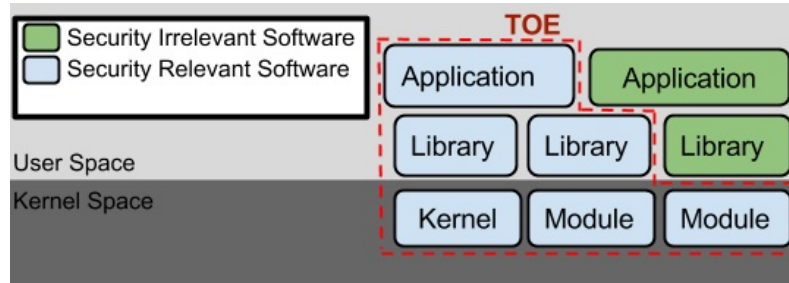 TOE
Security Irrelevant Software
Security Relevant Software
Application
Application
Library
Library
Library
User Space
Kernel Space
Kernel
Module
Module